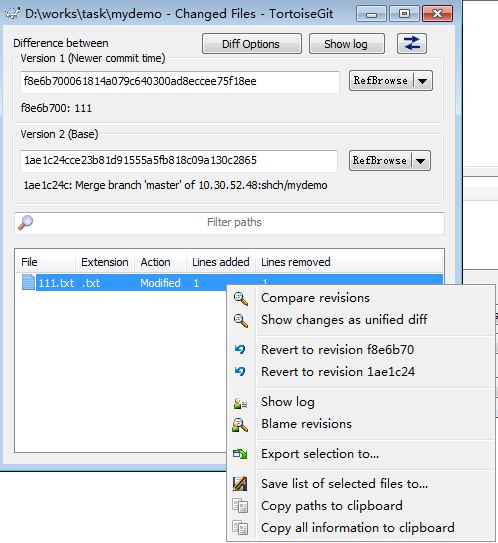 D:\works\task\mydemo - Changed Files - TortoiseGit
Difference between
Diff Options
Show log
Version 1 (Newer commit time)
f8e6b700061814a079c640300ad8eccee75f18ee
RefBrowse
f8e6b700: 111
Version 2 (Base)
1ae1c24cce23b81d91555a5fb818c09a130c2865
RefBrowse
1ae1c24c: Merge branch 'master' of 10.30.52.48:shch/mydemo
Filter paths
File Extension Action Lines added Lines removed
111.txt .txt Modified 1 1
Compare revisions
Show changes as unified diff
Revert to revision f8e6b70
Revert to revision 1ae1c24
Show log
Blame revisions
Export selection to...
Save list of selected files to...
Copy paths to clipboard
Copy all information to clipboard